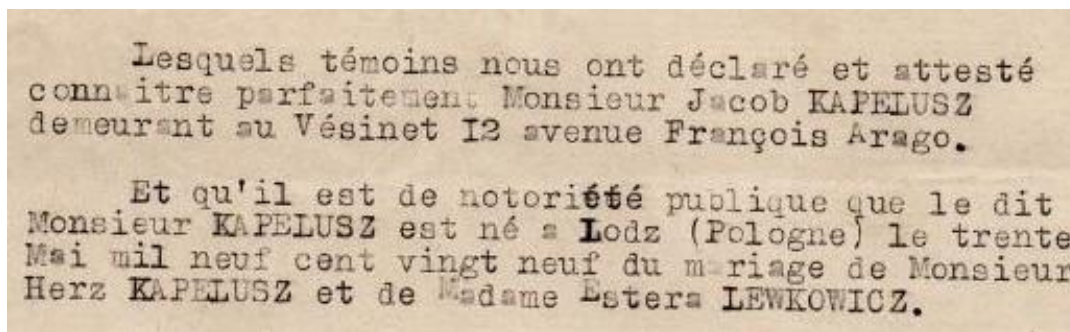 Lesquels témoins nous ont déclaré et attesté
connaitre parfaitement Monsieur Jacob KAPELUSZ
demeurant au Vésinet I2 avenue François Arago.
Et qu'il est de notoriété publique que le dit
Monsieur KAPELUSZ est né a Lodz (Pologne) le trente
Mai mil neuf cent vingt neuf du mariage de Monsieur
Herz KAPELUSZ et de Madame Estera LEWKOWICZ.